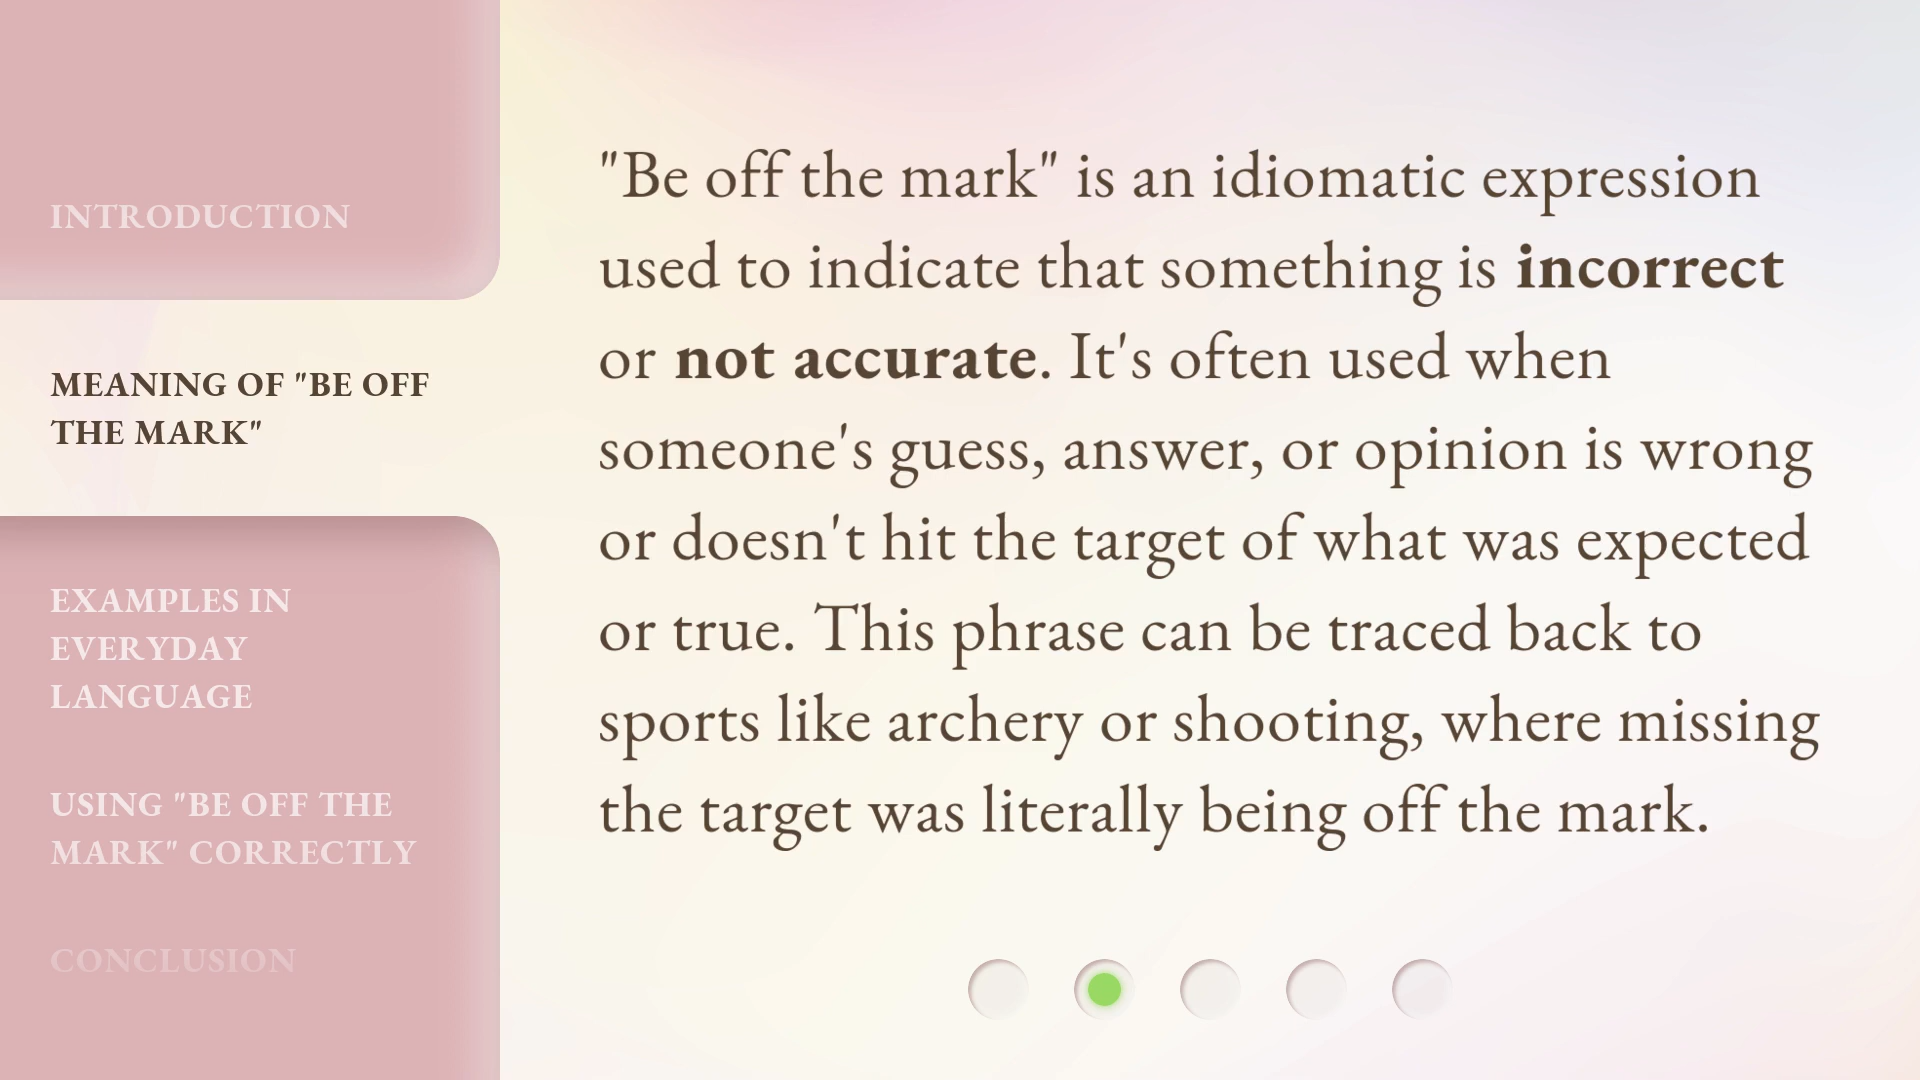 INTRODUCTION
MEANING OF "BE OFF
THE MARK"
EXAMPLES IN
EVERYDAY
LANGUAGE
USING "BE OFF THE
MARK" CORRECTLY
CONCLUSION
"Be off the mark" is an idiomatic expression
used to indicate that something is incorrect
or not accurate. It's often used when
someone's guess, answer, or opinion is wrong
or doesn't hit the target of what was expected
or true. This phrase can be traced back to
sports like archery or shooting, where missing
the target was literally being off the mark.